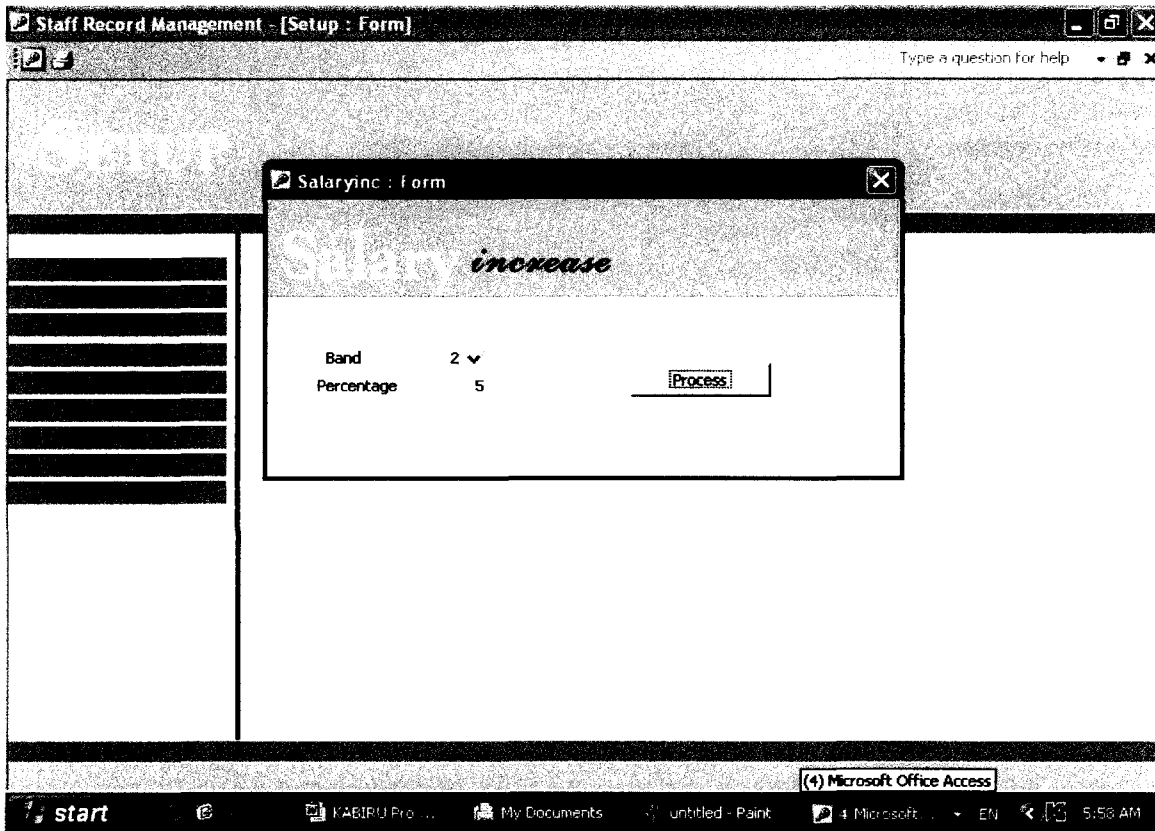 Staff Record Management - [Setup : Form]
Type a question for help
SETUP
Salaryinc : Form
Salary increase
Band 2
Percentage 5
Process
(4) Microsoft Office Access
start KABIRU Pro ... My Documents untitled - Paint 4 Microsoft ... EN 5:58 AM